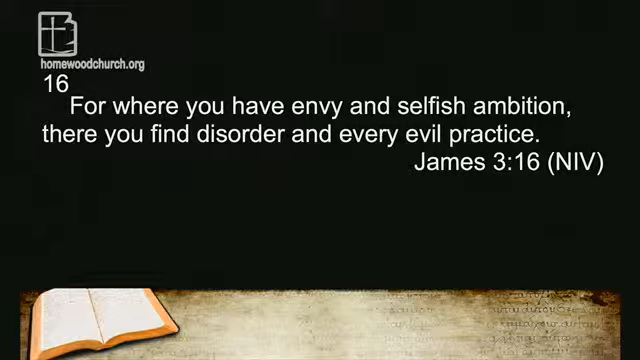 homewoodchurch.org
16
For where you have envy and selfish ambition,
there you find disorder and every evil practice.
James 3:16 (NIV)